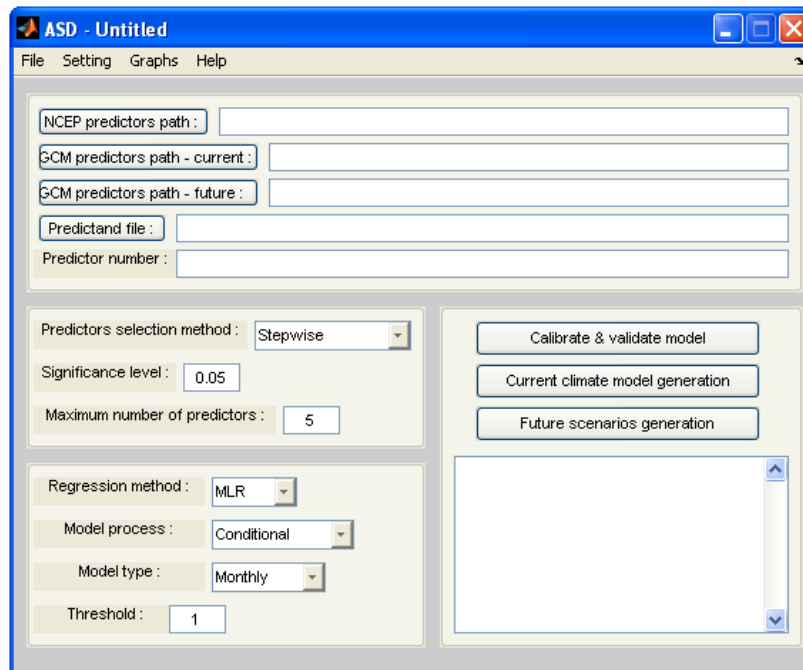 ASD - Untitled
File Setting Graphs Help
NCEP predictors path :
GCM predictors path - current :
GCM predictors path - future :
Predictand file :
Predictor number :
Predictors selection method : Stepwise
Significance level : 0.05
Maximum number of predictors : 5
Calibrate & validate model
Current climate model generation
Future scenarios generation
Regression method : MLR
Model process : Conditional
Model type : Monthly
Threshold : 1